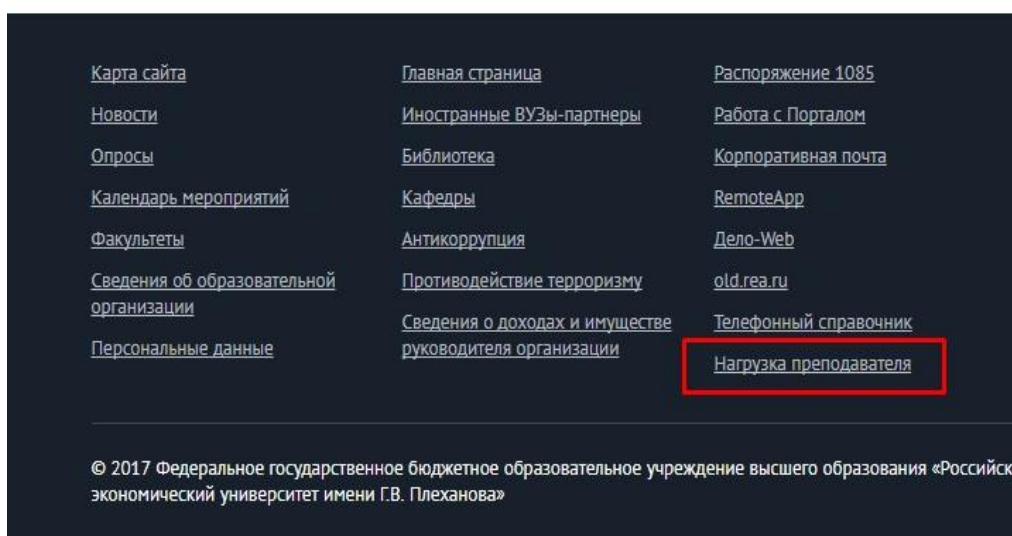 Карта сайта
Новости
Опросы
Календарь мероприятий
Факультеты
Сведения об образовательной
организации
Персональные данные
Главная страница
Иностранные ВУЗы-партнеры
Библиотека
Кафедры
Антикоррупция
Противодействие терроризму
Сведения о доходах и имуществе
руководителя организации
Распоряжение 1085
Работа с Порталом
Корпоративная почта
RemoteApp
Дело-Web
old.rea.ru
Телефонный справочник
Нагрузка преподавателя
© 2017 Федеральное государственное бюджетное образовательное учреждение высшего образования «Российск
экономический университет имени Г.В. Плеханова»